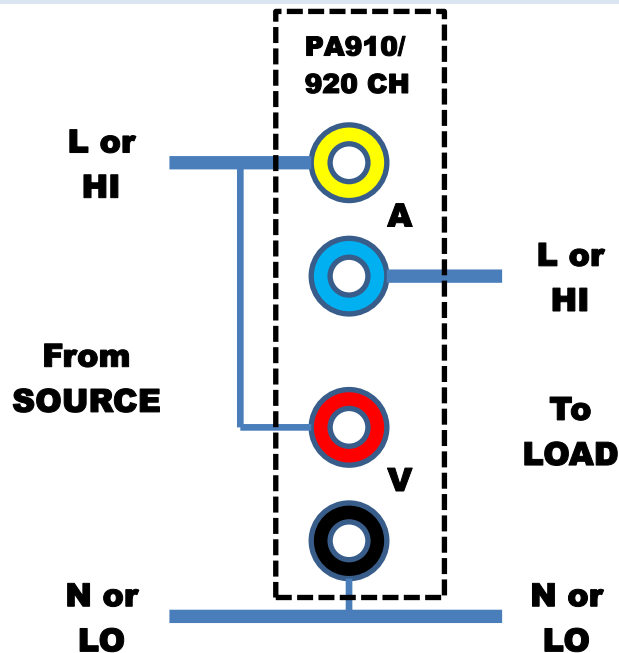 PA910/
920 CH
L or
HI
A
L or
HI
From
SOURCE
To
LOAD
V
N or
LO
N or
LO